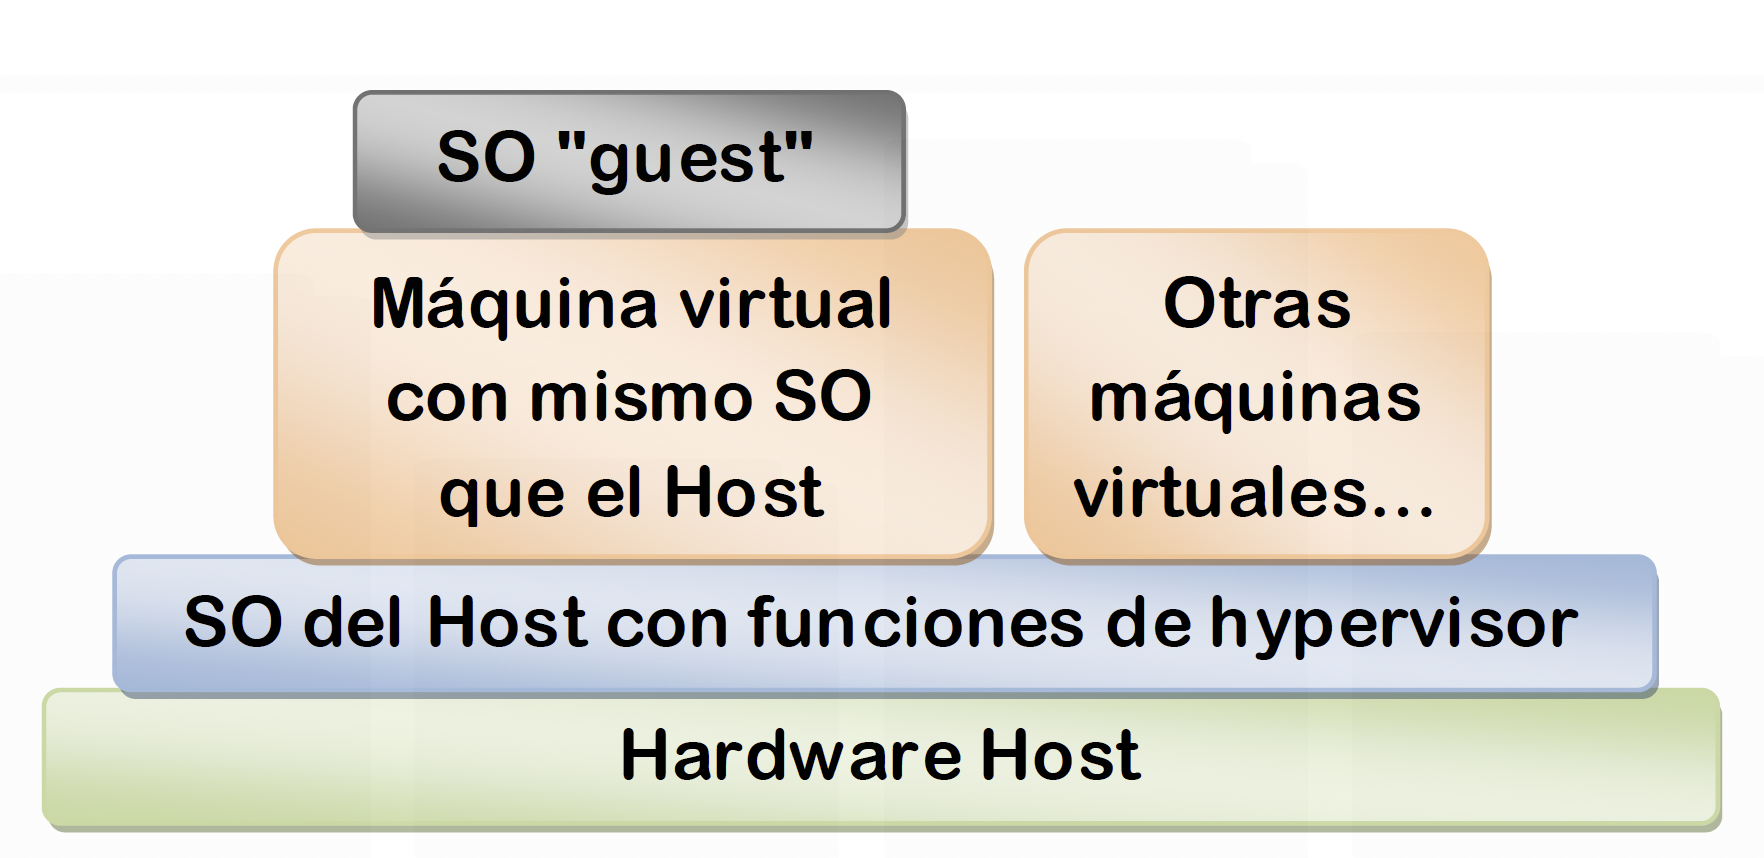 SO "guest"
Máquina virtual
con mismo SO
que el Host
Otras
máquinas
virtuales...
SO del Host con funciones de hypervisor
Hardware Host